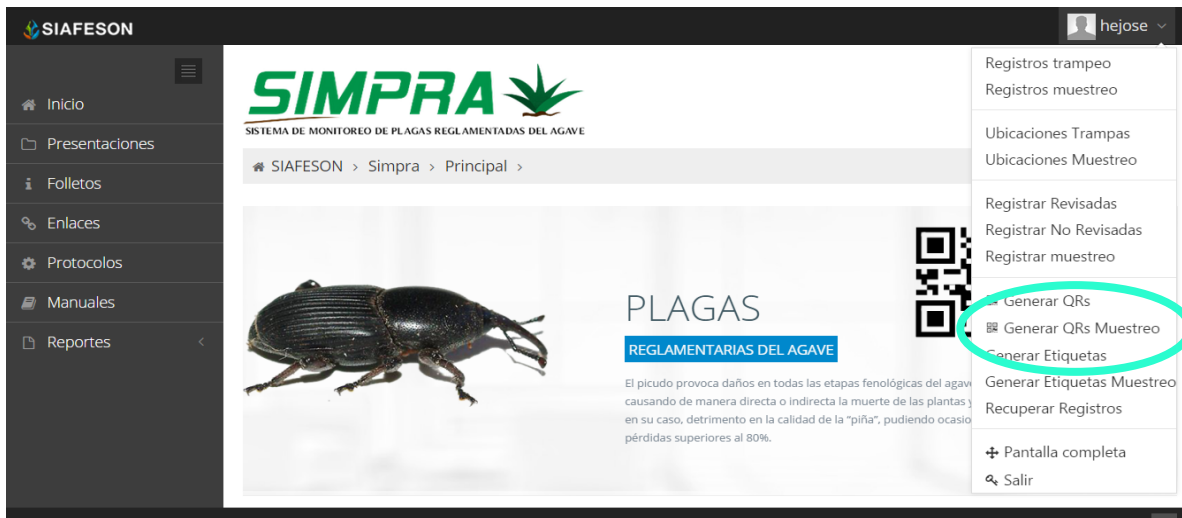 SIAFESON
hejose
Inicio
Presentaciones
Folletos
Enlaces
Protocolos
Manuales
Reportes
SIMPRA
SISTEMA DE MONITOREO DE PLAGAS REGLAMENTADAS DEL AGAVE
SIAFESON > Simpra > Principal >
PLAGAS
REGLAMENTARIAS DEL AGAVE
El picudo provoca daños en todas las etapas fenológicas del agav
causando de manera directa o indirecta la muerte de las plantas y
en su caso, detrimento en la calidad de la "piña", pudiendo ocasio
pérdidas superiores al 80%.
Registros trampeo
Registros muestreo
Ubicaciones Trampas
Ubicaciones Muestreo
Registrar Revisadas
Registrar No Revisadas
Registrar muestreo
Generar QRs
Generar QRs Muestreo
Generar Etiquetas
Generar Etiquetas Muestreo
Recuperar Registros
Pantalla completa
Salir